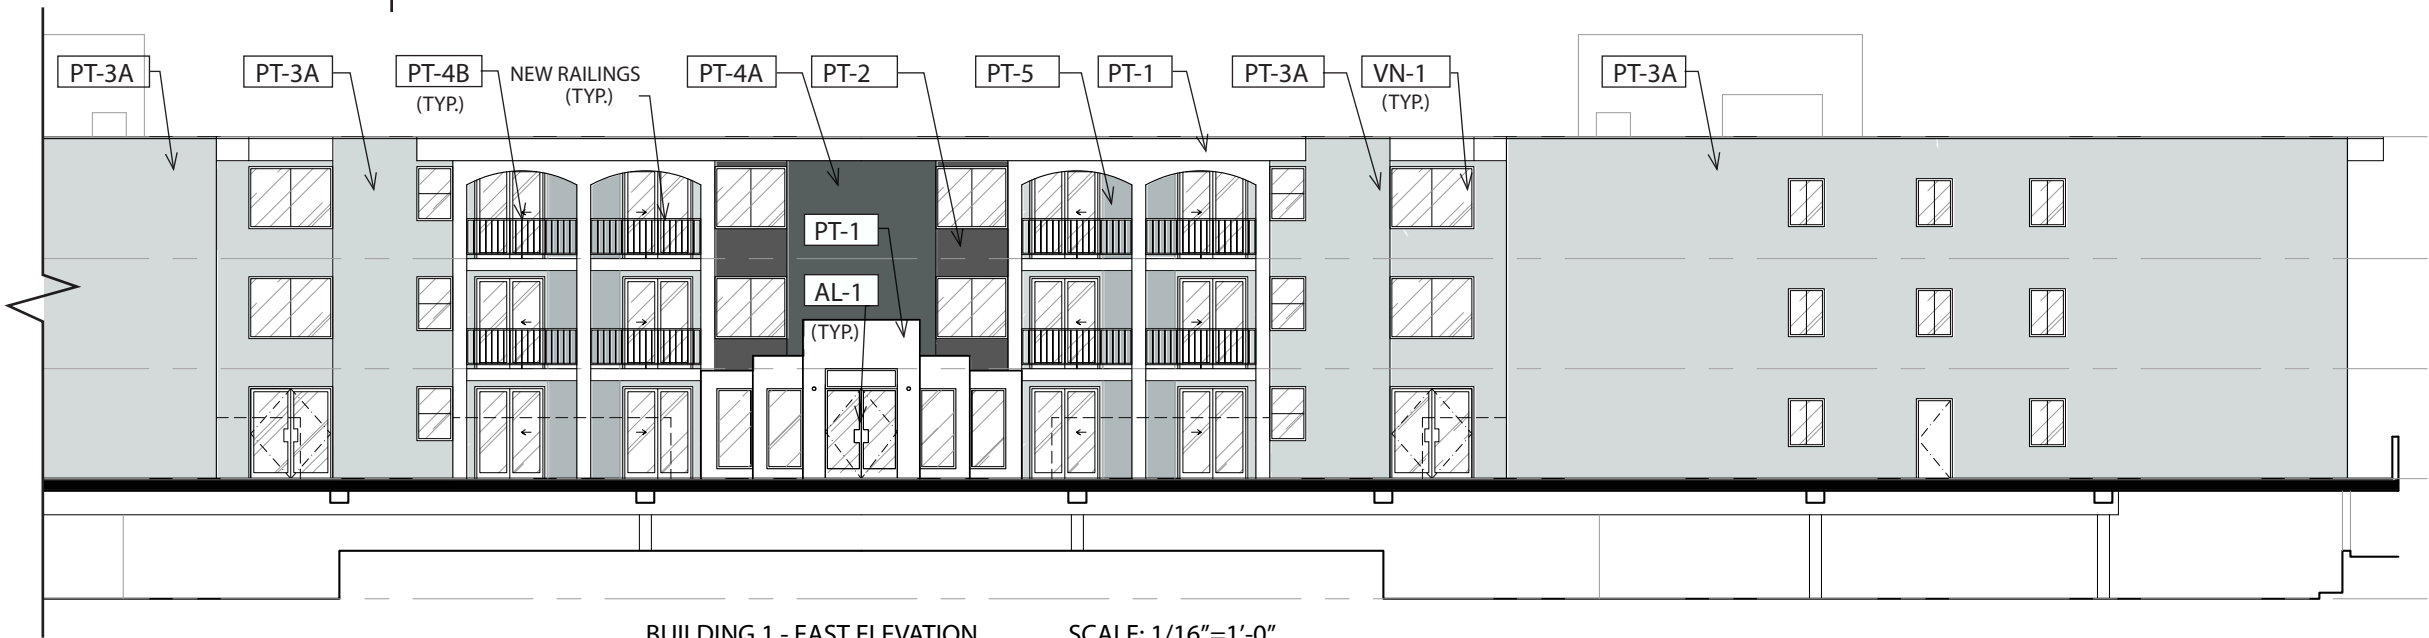 PT-3A
PT-3A
PT-4B
(TYP.)
NEW RAILINGS
(TYP.)
PT-4A
PT-2
PT-5
PT-1
PT-3A
VN-1
(TYP.)
PT-3A
PT-1
AL-1
(TYP.)
BUILDING 1 - EAST ELEVATION
SCALE: 1/16"=1'-0"